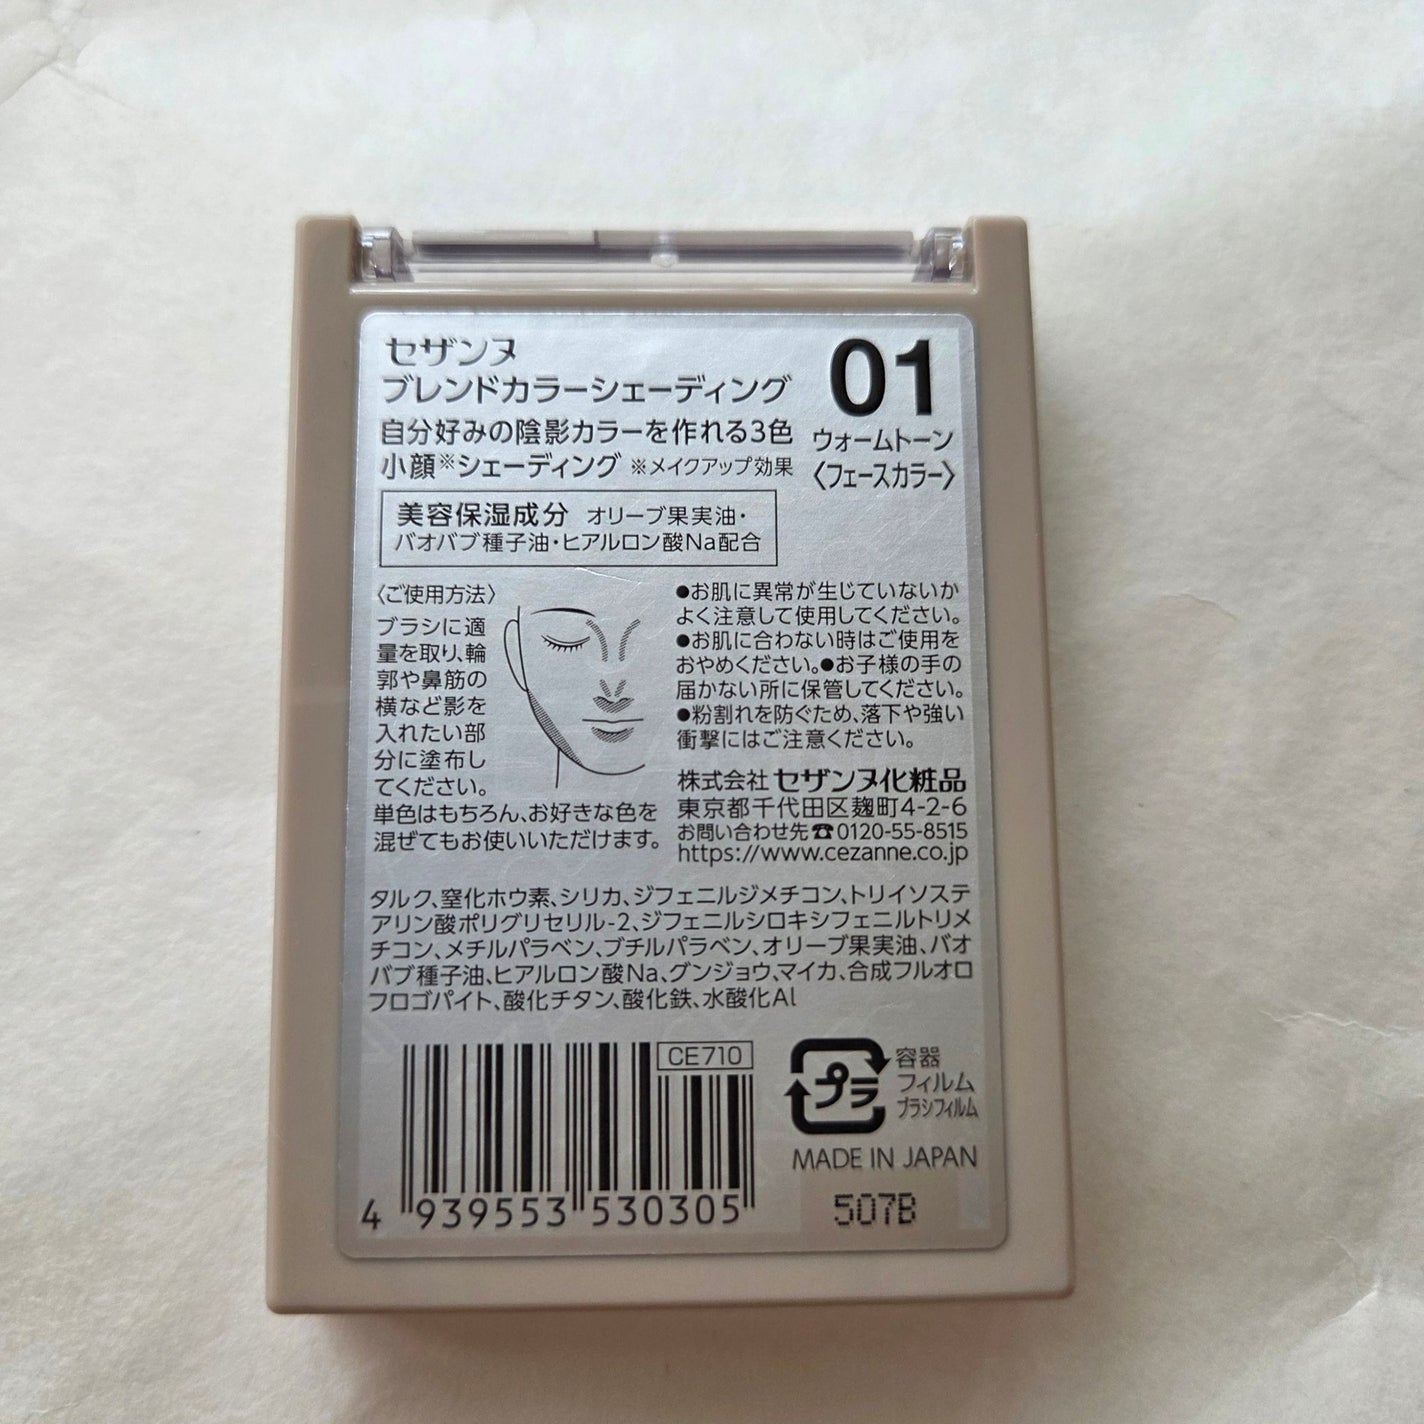 セザンヌ
ブレンドカラーシェーディング
自分好みの陰影カラーを作れる3色
小顔※シェーディング ※メイクアップ効果
01
ウォームトーン
〈フェースカラー〉
美容保湿成分 オリーブ果実油・
バオバブ種子油・ヒアルロン酸Na配合
〈ご使用方法〉
ブラシに適
量を取り、輪
郭や鼻筋の
横など影を
入れたい部
分に塗布し
てください。
単色はもちろん、お好きな色を
混ぜてもお使いいただけます。
●お肌に異常が生じていないか
よく注意して使用してください。
●お肌に合わない時はご使用を
おやめください。●お子様の手の
届かない所に保管してください。
●粉割れを防ぐため、落下や強い
衝撃にはご注意ください。
株式会社 セザンヌ化粧品
東京都千代田区麹町4-2-6
お問い合わせ先☎0120-55-8515
https://www.cezanne.co.jp
タルク、窒化ホウ素、シリカ、ジフェニルジメチコン、トリイソステ
アリン酸ポリグリセリル-2、ジフェニルシロキシフェニルトリメ
チコン、メチルパラベン、ブチルパラベン、オリーブ果実油、バオ
バブ種子油、ヒアルロン酸Na、グンジョウ、マイカ、合成フルオロ
フロゴパイト、酸化チタン、酸化鉄、水酸化Al
CE710
4 939553 530305
プラ
容器
フィルム
ブラシフィルム
MADE IN JAPAN
507B